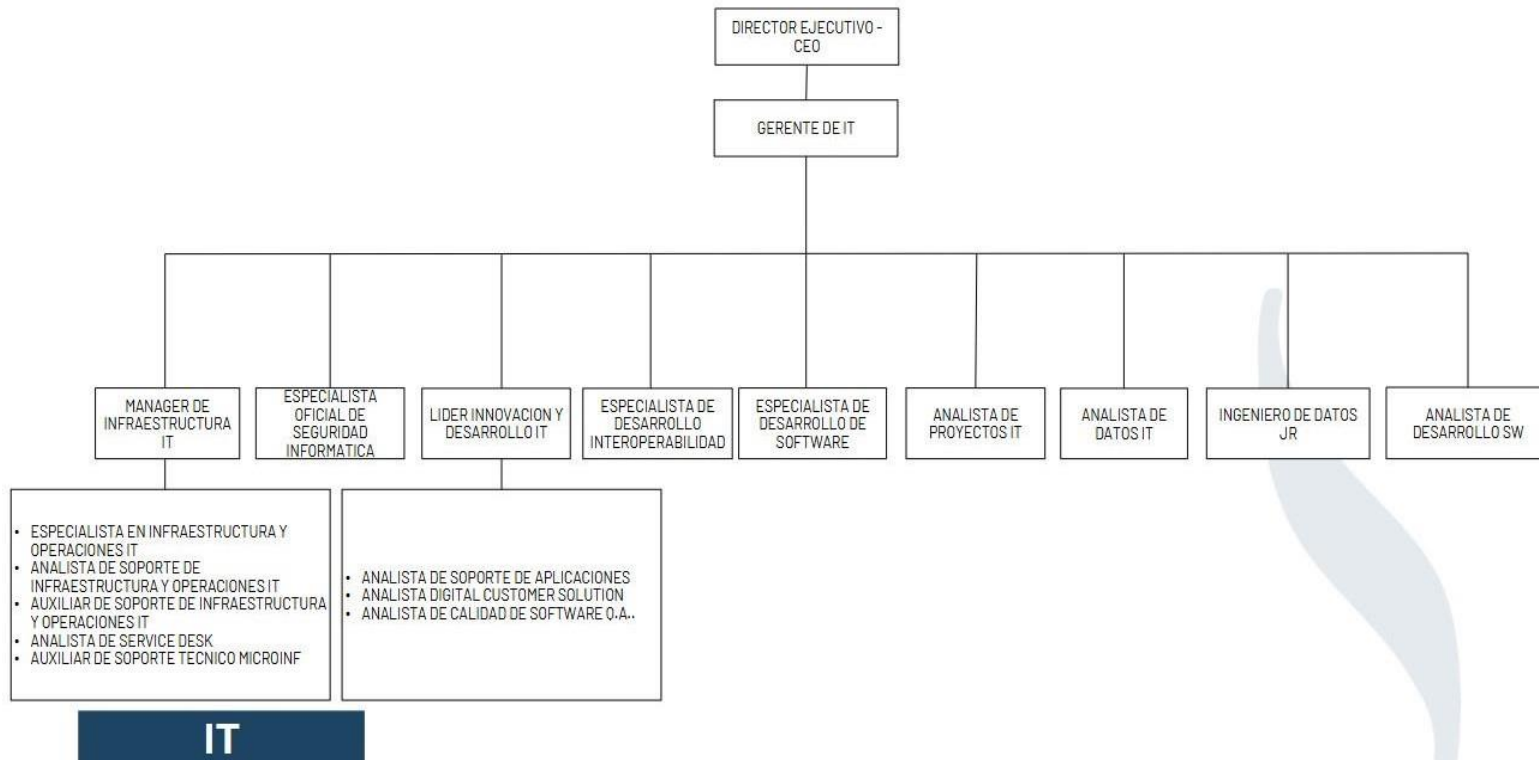 DIRECTOR EJECUTIVO -
CEO
GERENTE DE IT
MANAGER DE
INFRAESTRUCTURA
IT
ESPECIALISTA
OFICIAL DE
SEGURIDAD
INFORMATICA
LIDER INNOVACION Y
DESARROLLO IT
ESPECIALISTA DE
DESARROLLO
INTEROPERABILIDAD
ESPECIALISTA DE
DESARROLLO DE
SOFTWARE
ANALISTA DE
PROYECTOS IT
ANALISTA DE
DATOS IT
INGENIERO DE DATOS
JR
ANALISTA DE
DESARROLLO SW
• ESPECIALISTA EN INFRAESTRUCTURA Y
OPERACIONES IT
• ANALISTA DE SOPORTE DE
INFRAESTRUCTURA Y OPERACIONES IT
• AUXILIAR DE SOPORTE DE INFRAESTRUCTURA
Y OPERACIONES IT
• ANALISTA DE SERVICE DESK
• AUXILIAR DE SOPORTE TECNICO MICROINF
• ANALISTA DE SOPORTE DE APLICACIONES
• ANALISTA DIGITAL CUSTOMER SOLUTION
• ANALISTA DE CALIDAD DE SOFTWARE Q.A..
IT